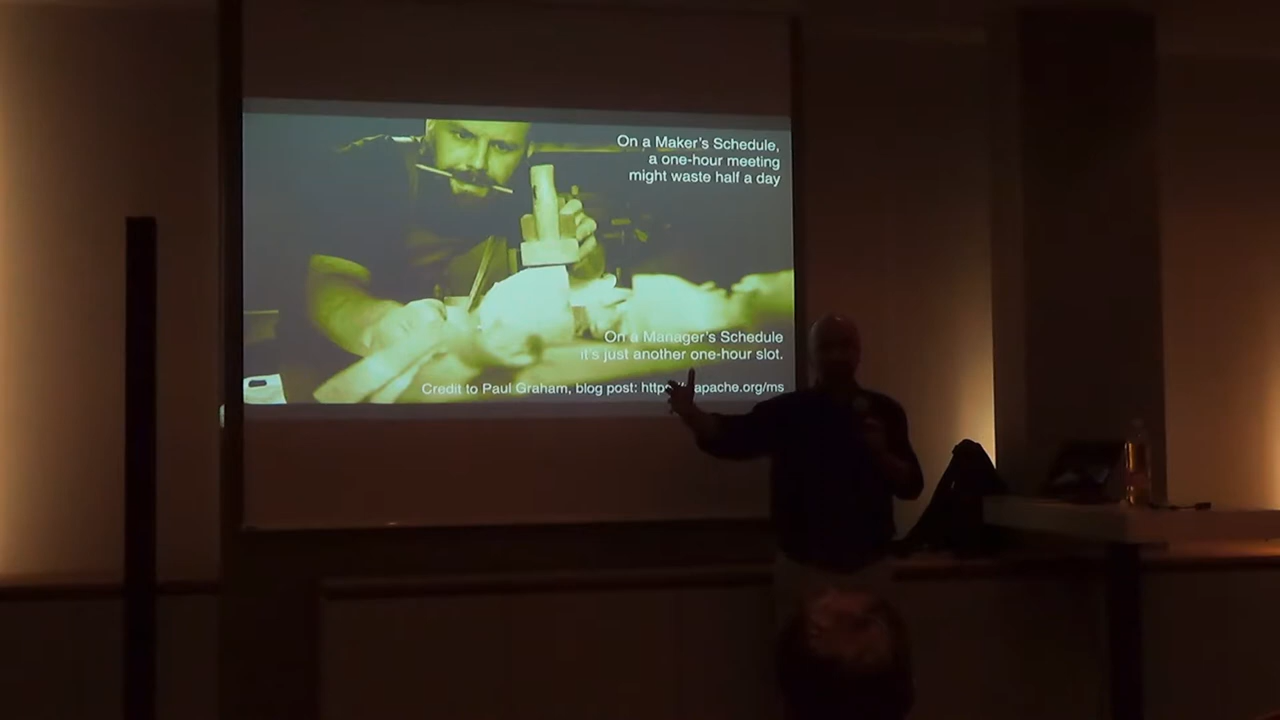 On a Maker's Schedule,
a one-hour meeting
might waste half a day
On a Manager's Schedule
it's just another one-hour slot.
Credit to Paul Graham, blog post: http apache.org/ms